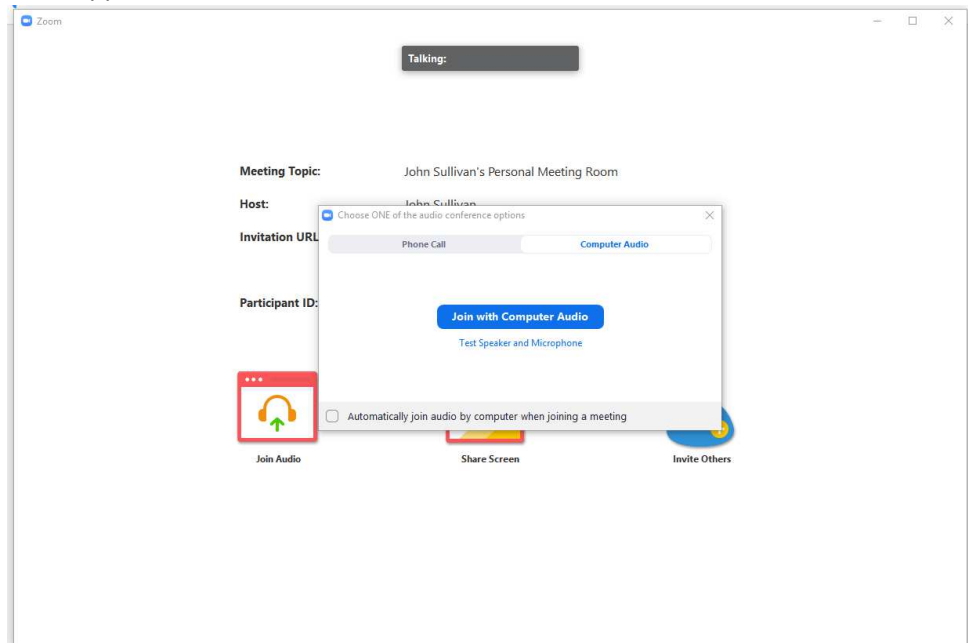 Zoom
Talking:
Meeting Topic: John Sullivan's Personal Meeting Room
Host: John Sullivan
Choose ONE of the audio conference options
Invitation URL
Phone Call Computer Audio
Participant ID:
Join with Computer Audio
Test Speaker and Microphone
Automatically join audio by computer when joining a meeting
Join Audio Share Screen Invite Others